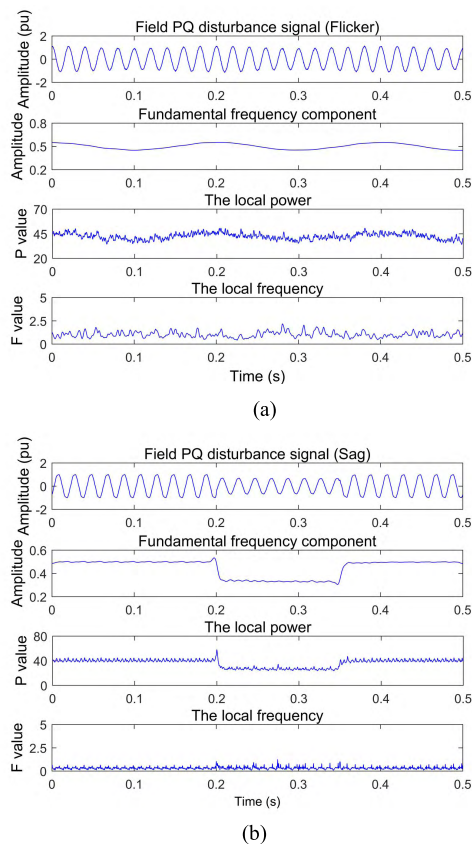 Field PQ disturbance signal (Flicker)
Amplitude (pu)
2
0
-2
0 0.1 0.2 0.3 0.4 0.5
Fundamental frequency component
Amplitude
0.8
0.5
0.2
0 0.1 0.2 0.3 0.4 0.5
The local power
P value
70
45
20
0 0.1 0.2 0.3 0.4 0.5
The local frequency
F value
5
2.5
0
0 0.1 0.2 0.3 0.4 0.5
Time (s)
(a)
Field PQ disturbance signal (Sag)
Amplitude (pu)
2
0
-2
0 0.1 0.2 0.3 0.4 0.5
Fundamental frequency component
Amplitude
0.6
0.4
0.2
0 0.1 0.2 0.3 0.4 0.5
The local power
P value
80
40
0
0 0.1 0.2 0.3 0.4 0.5
The local frequency
F value
5
2.5
0
0 0.1 0.2 0.3 0.4 0.5
Time (s)
(b)